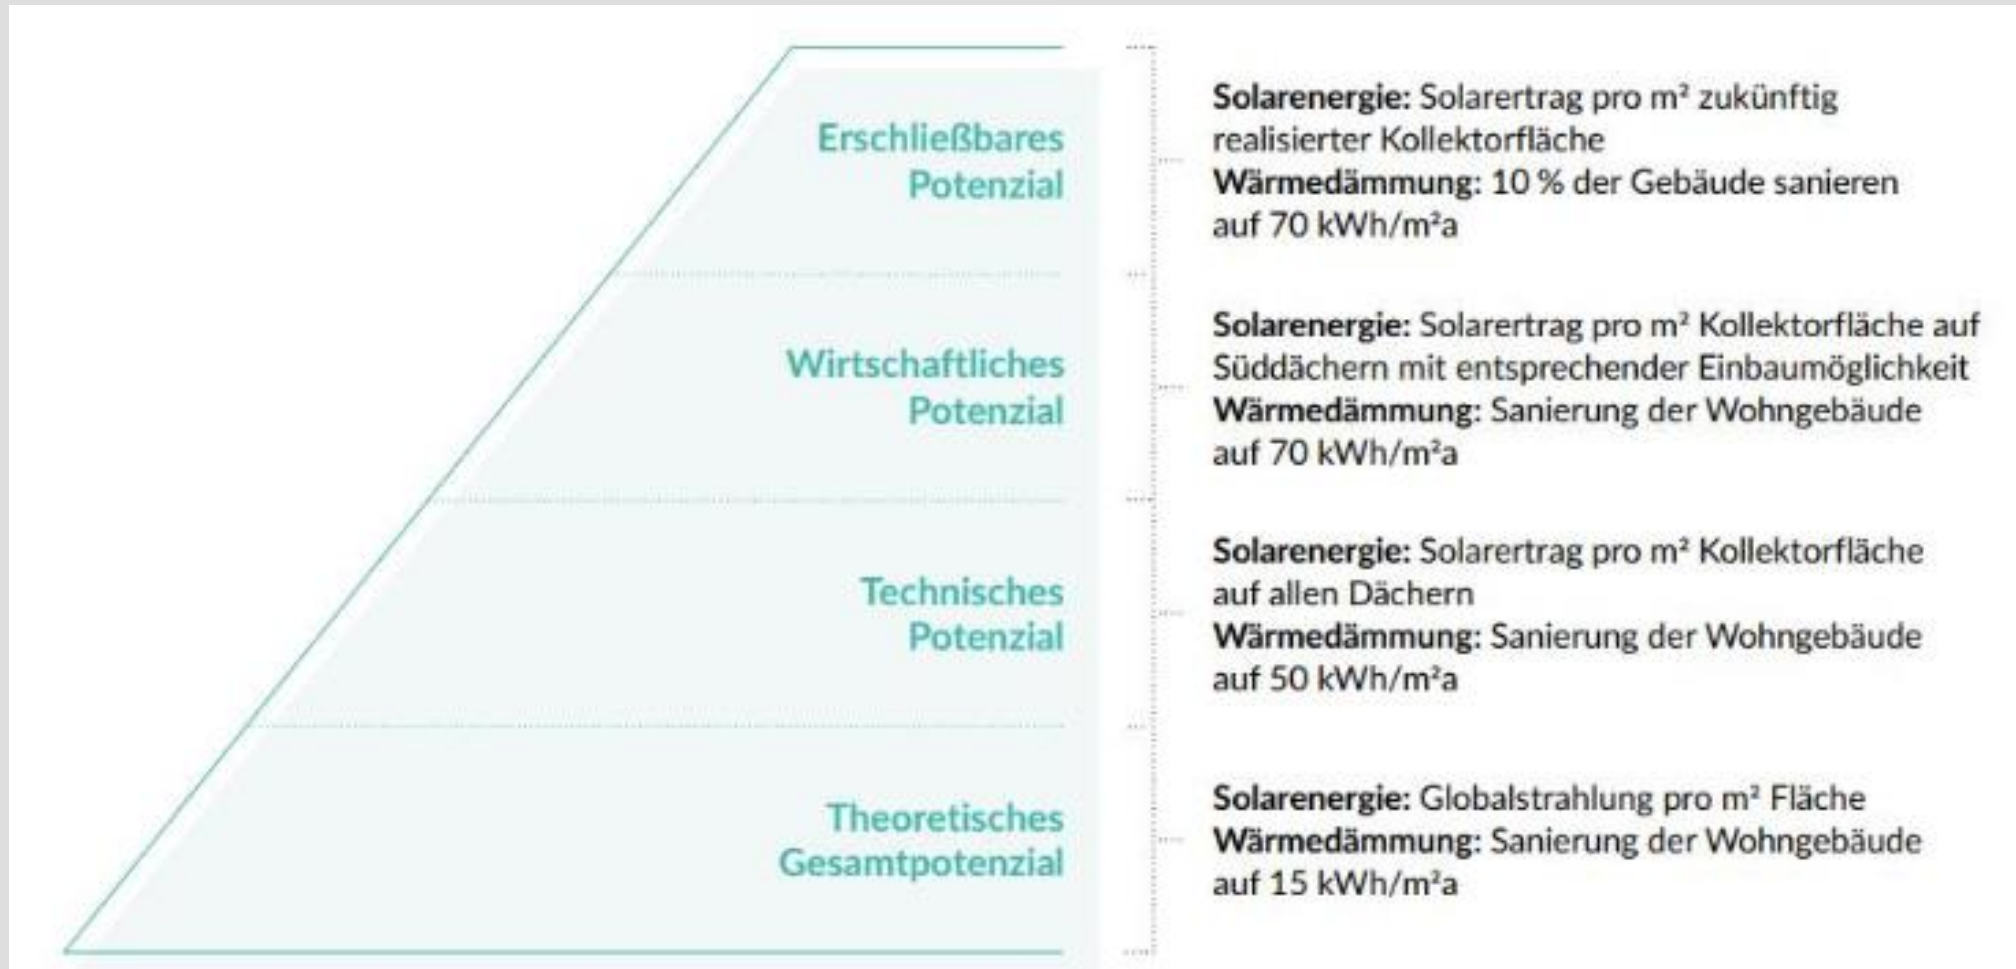 Erschließbares
Potenzial
Solarenergie: Solarertrag pro m² zukünftig
realisierter Kollektorfläche
Wärmedämmung: 10 % der Gebäude sanieren
auf 70 kWh/m²a
Wirtschaftliches
Potenzial
Solarenergie: Solarertrag pro m² Kollektorfläche auf
Süddächern mit entsprechender Einbaumöglichkeit
Wärmedämmung: Sanierung der Wohngebäude
auf 70 kWh/m²a
Technisches
Potenzial
Solarenergie: Solarertrag pro m² Kollektorfläche
auf allen Dächern
Wärmedämmung: Sanierung der Wohngebäude
auf 50 kWh/m²a
Theoretisches
Gesamtpotenzial
Solarenergie: Globalstrahlung pro m² Fläche
Wärmedämmung: Sanierung der Wohngebäude
auf 15 kWh/m²a